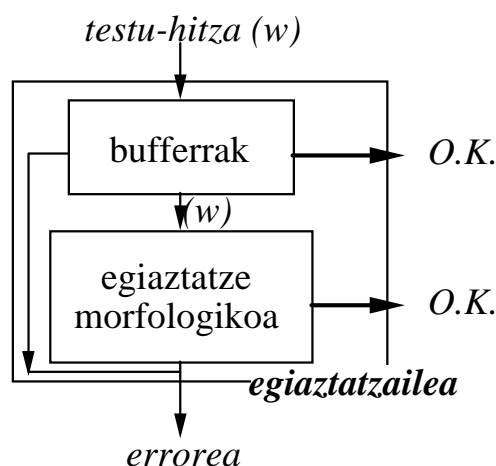 testu-hitza (w)
bufferrak
O.K.
(w)
egiaztatze
morfologikoa
O.K.
egiaztatzailea
errorea